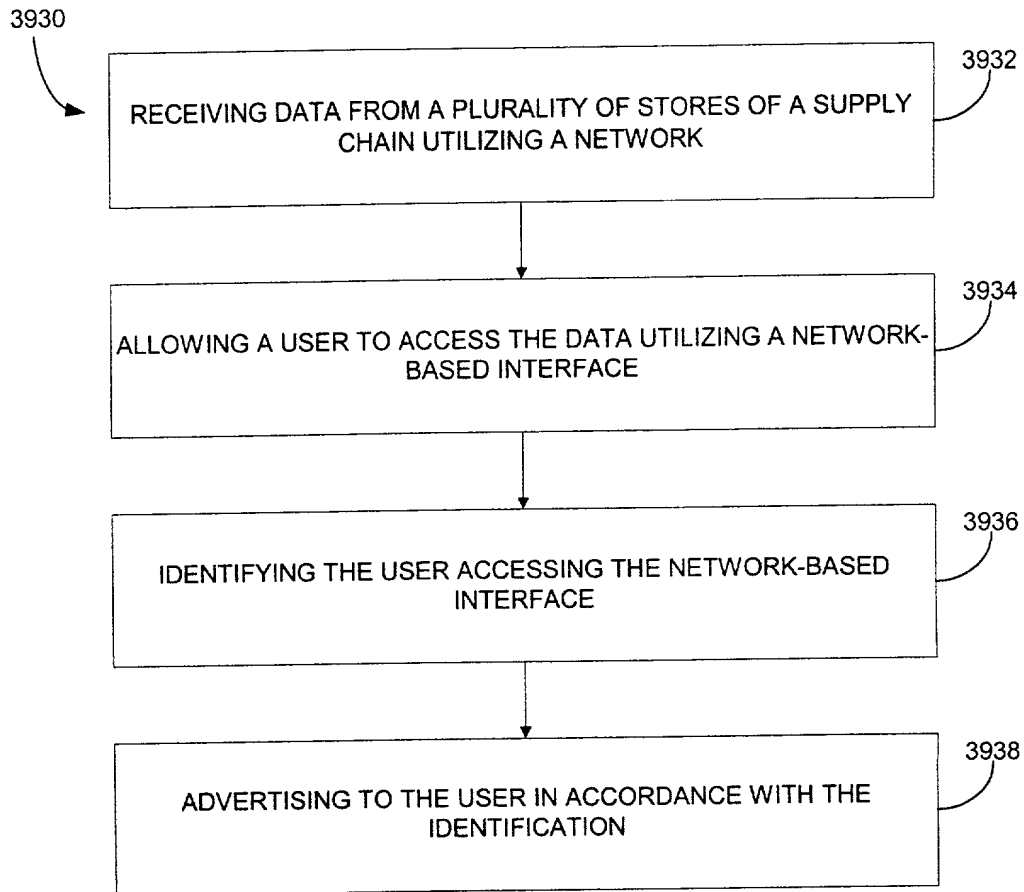 3930
3932
RECEIVING DATA FROM A PLURALITY OF STORES OF A SUPPLY
CHAIN UTILIZING A NETWORK
3934
ALLOWING A USER TO ACCESS THE DATA UTILIZING A NETWORK-
BASED INTERFACE
3936
IDENTIFYING THE USER ACCESSING THE NETWORK-BASED
INTERFACE
3938
ADVERTISING TO THE USER IN ACCORDANCE WITH THE
IDENTIFICATION